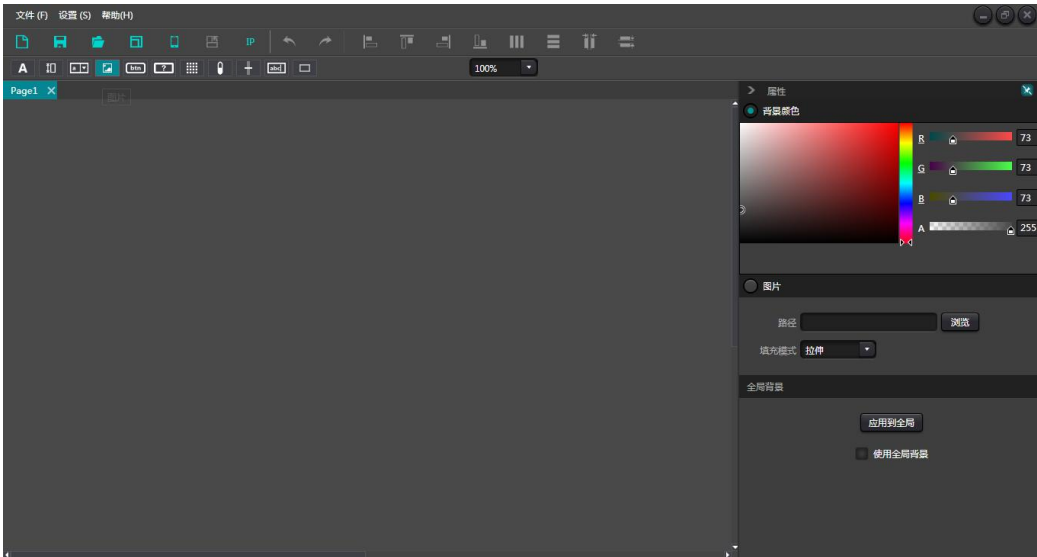 文件 (F) 设置 (S) 帮助(H)
IP
A a btn ? abc 100%
Page1
图片
属性
背景颜色
R 73
G 73
B 73
A 255
图片
路径 浏览
填充模式 拉伸
全局背景
应用到全局
使用全局背景